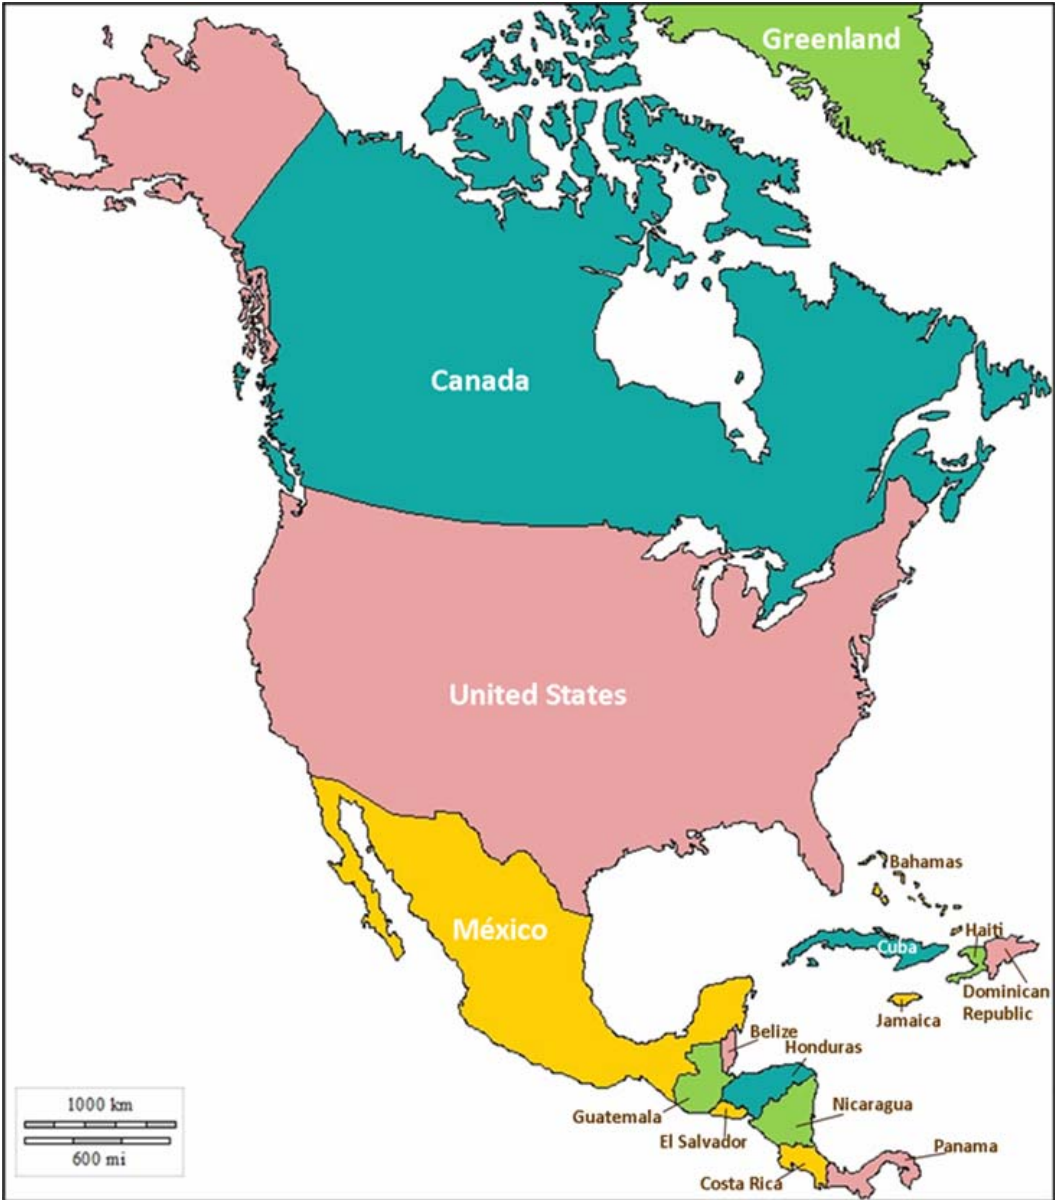 Greenland
Canada
United States
México
Bahamas
Cuba
Haiti
Dominican
Republic
Jamaica
Belize
Honduras
Guatemala
Nicaragua
El Salvador
Panama
Costa Rica
1000 km
600 mi